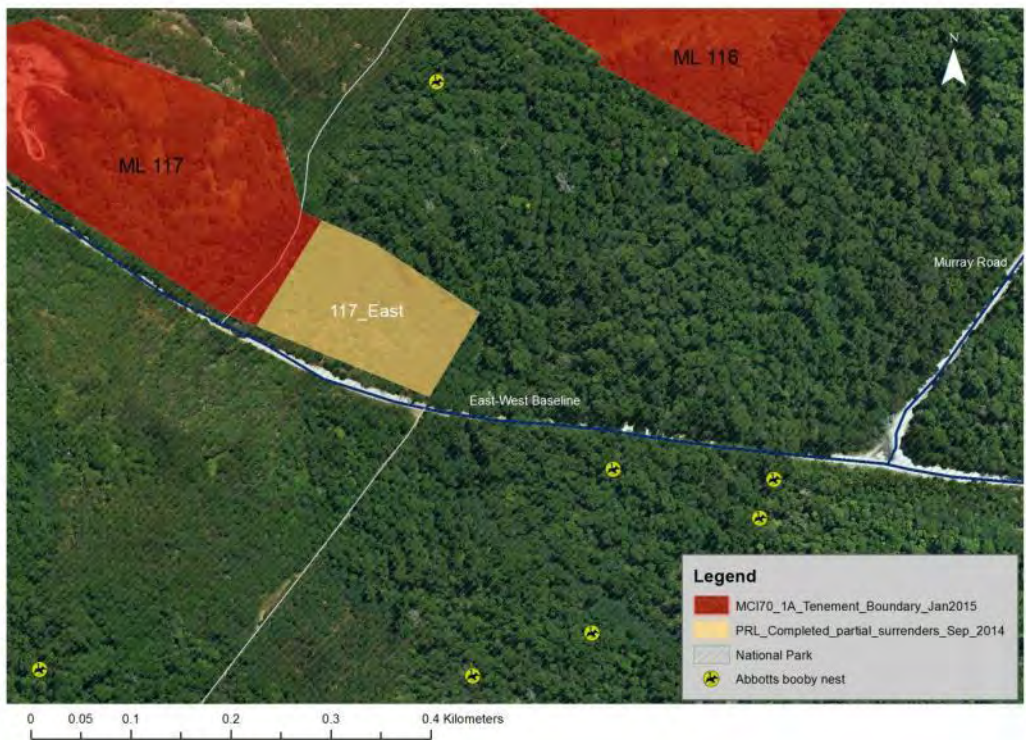 N
ML 116
ML 117
Murray Road
117_East
East-West Baseline
Legend
MCI70_1A_Tenement_Boundary_Jan2015
PRL_Completed_partial_surrenders_Sep_2014
National Park
Abbotts booby nest
0 0.05 0.1 0.2 0.3 0.4 Kilometers